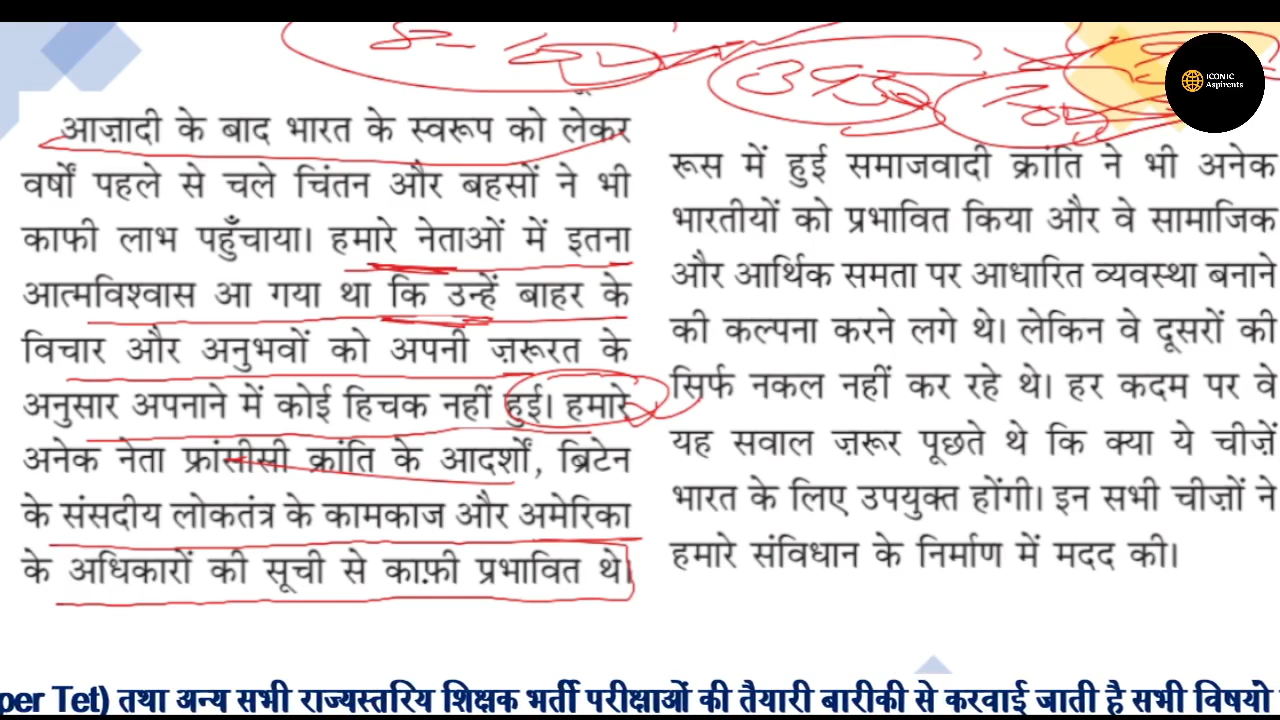 ICONIC
Aspirents
आज़ादी के बाद भारत के स्वरूप को लेकर
वर्षों पहले से चले चिंतन और बहसों ने भी
काफी लाभ पहुँचाया। हमारे नेताओं में इतना
आत्मविश्वास आ गया था कि उन्हें बाहर के
विचार और अनुभवों को अपनी ज़रूरत के
अनुसार अपनाने में कोई हिचक नहीं हुई। हमारे
अनेक नेता फ्रांसीसी क्रांति के आदर्शों, ब्रिटेन
के संसदीय लोकतंत्र के कामकाज और अमेरिका
के अधिकारों की सूची से काफ़ी प्रभावित थे।
रूस में हुई समाजवादी क्रांति ने भी अनेक
भारतीयों को प्रभावित किया और वे सामाजिक
और आर्थिक समता पर आधारित व्यवस्था बनाने
की कल्पना करने लगे थे। लेकिन वे दूसरों की
सिर्फ नकल नहीं कर रहे थे। हर कदम पर वे
यह सवाल ज़रूर पूछते थे कि क्या ये चीज़ें
भारत के लिए उपयुक्त होंगी। इन सभी चीज़ों ने
हमारे संविधान के निर्माण में मदद की।
per Tet) तथा अन्य सभी राज्यस्तरिय शिक्षक भर्ती परीक्षाओं की तैयारी बारीकी से करवाई जाती है सभी विषयो